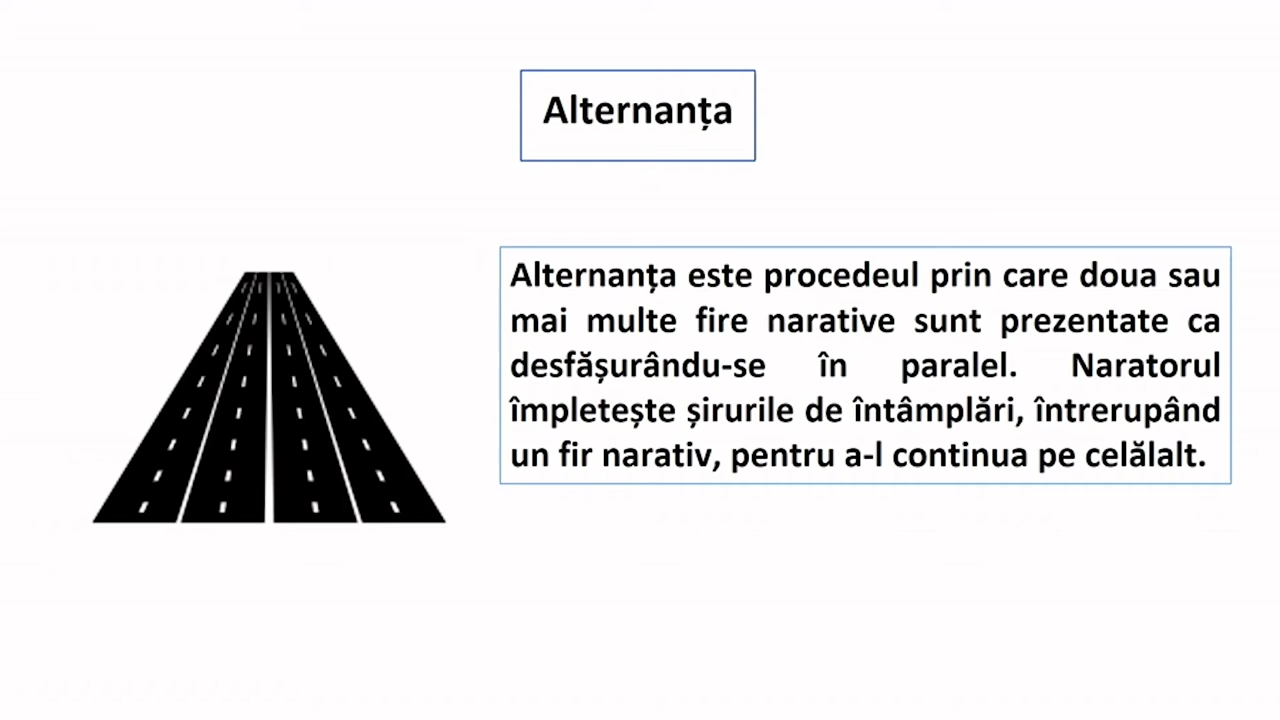 Alternanța
Alternanța este procedeul prin care doua sau
mai multe fire narative sunt prezentate ca
desfășurându-se în paralel. Naratorul
împletește șirurile de întâmplări, întrerupând
un fir narativ, pentru a-l continua pe celălalt.